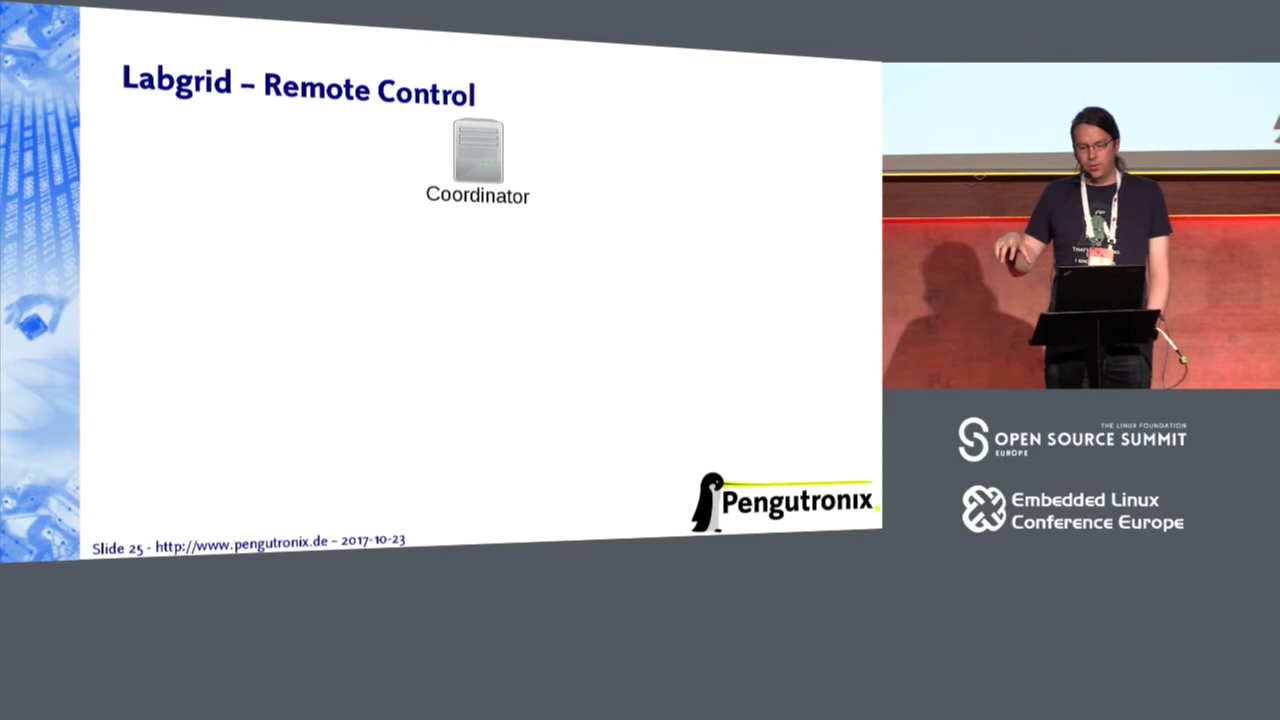 Labgrid – Remote Control
Coordinator
Pengutronix
Slide 25 - http://www.pengutronix.de – 2017-10-23
THE LINUX FOUNDATION
OPEN SOURCE SUMMIT
EUROPE
Embedded Linux
Conference Europe